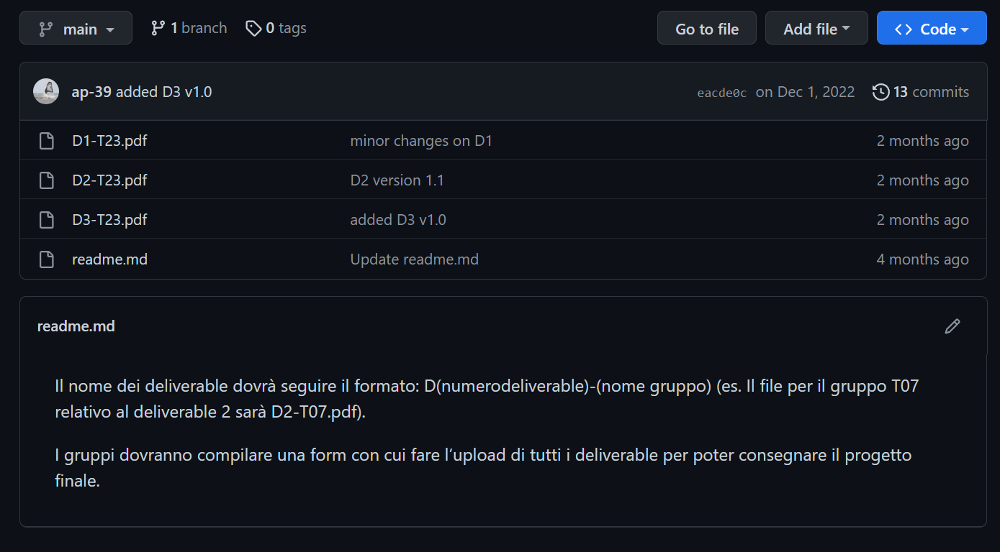 main 1 branch 0 tags Go to file Add file Code
ap-39 added D3 v1.0 eacde0c on Dec 1, 2022 13 commits
D1-T23.pdf minor changes on D1 2 months ago
D2-T23.pdf D2 version 1.1 2 months ago
D3-T23.pdf added D3 v1.0 2 months ago
readme.md Update readme.md 4 months ago
readme.md
Il nome dei deliverable dovrà seguire il formato: D(numerodeliverable)-(nome gruppo) (es. Il file per il gruppo T07
relativo al deliverable 2 sarà D2-T07.pdf).
I gruppi dovranno compilare una form con cui fare l’upload di tutti i deliverable per poter consegnare il progetto
finale.